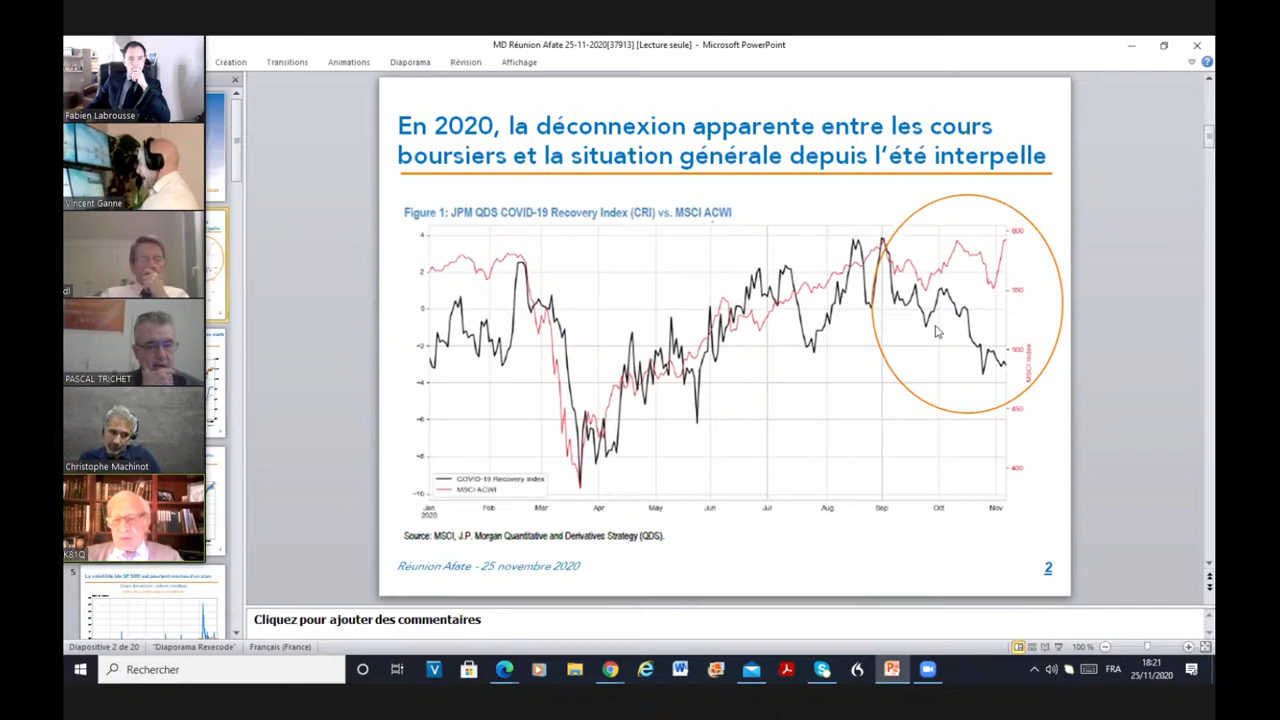 MD Réunion Afate 25-11-2020[37913] [Lecture seule] - Microsoft PowerPoint
Création Transitions Animations Diaporama Révision Affichage
Fabien Labrousse
Vincent Ganne
dl
PASCAL TRICHET
Christophe Machinot
K81Q
En 2020, la déconnexion apparente entre les cours
boursiers et la situation générale depuis l'été interpelle
Figure 1: JPM QDS COVID-19 Recovery Index (CRI) vs. MSCI ACWI
4
2
0
−2
−4
−6
−8
−10
600
550
500
450
400
MSCI Index
COVID-19 Recovery Index
MSCI ACWI
Jan Feb Mar Apr May Jun Jul Aug Sep Oct Nov
2020
Source: MSCI, J.P. Morgan Quantitative and Derivatives Strategy (QDS).
Réunion Afate - 25 novembre 2020
2
5
La volatilité
Cliquez pour ajouter des commentaires
Diapositive 2 de 20 "Diaporama Rexecode" Français (France) 100 %
Rechercher
FRA
18:21
25/11/2020